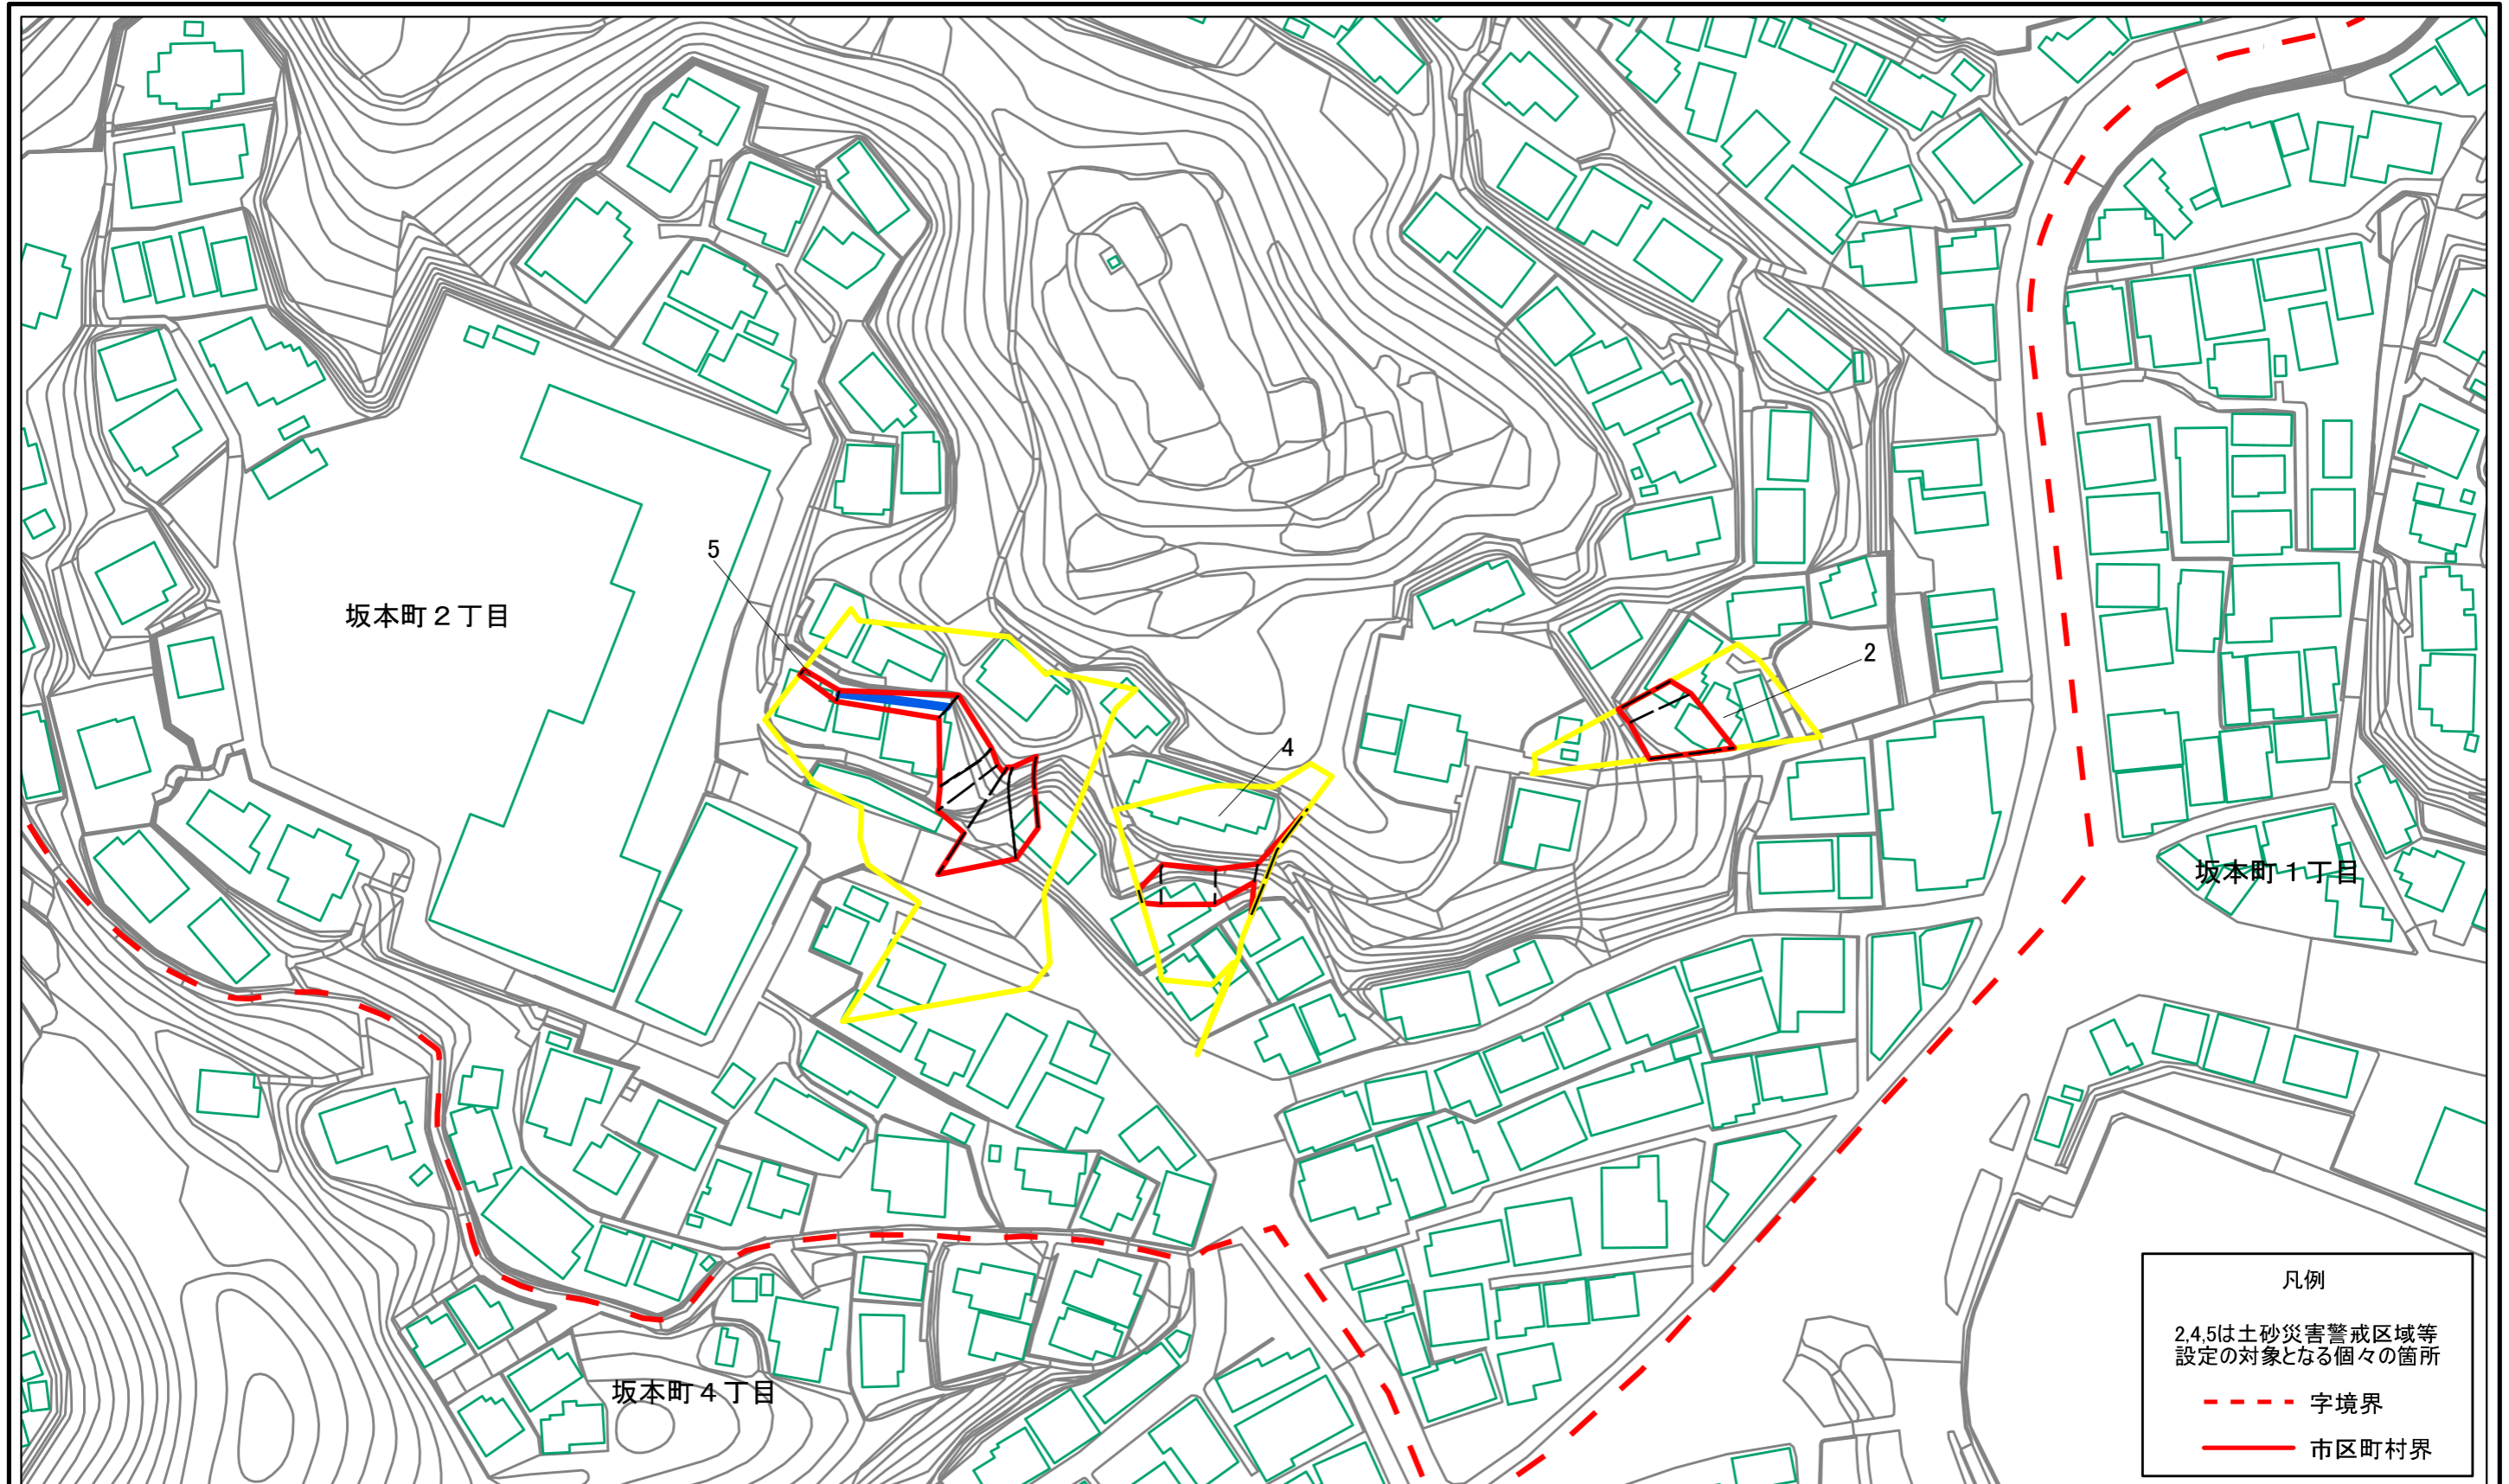 5
坂本町２丁目
2
4
坂本町１丁目
坂本町４丁目
凡例
2,4,5は土砂災害警戒区域等
設定の対象となる個々の箇所
字境界
市区町村界